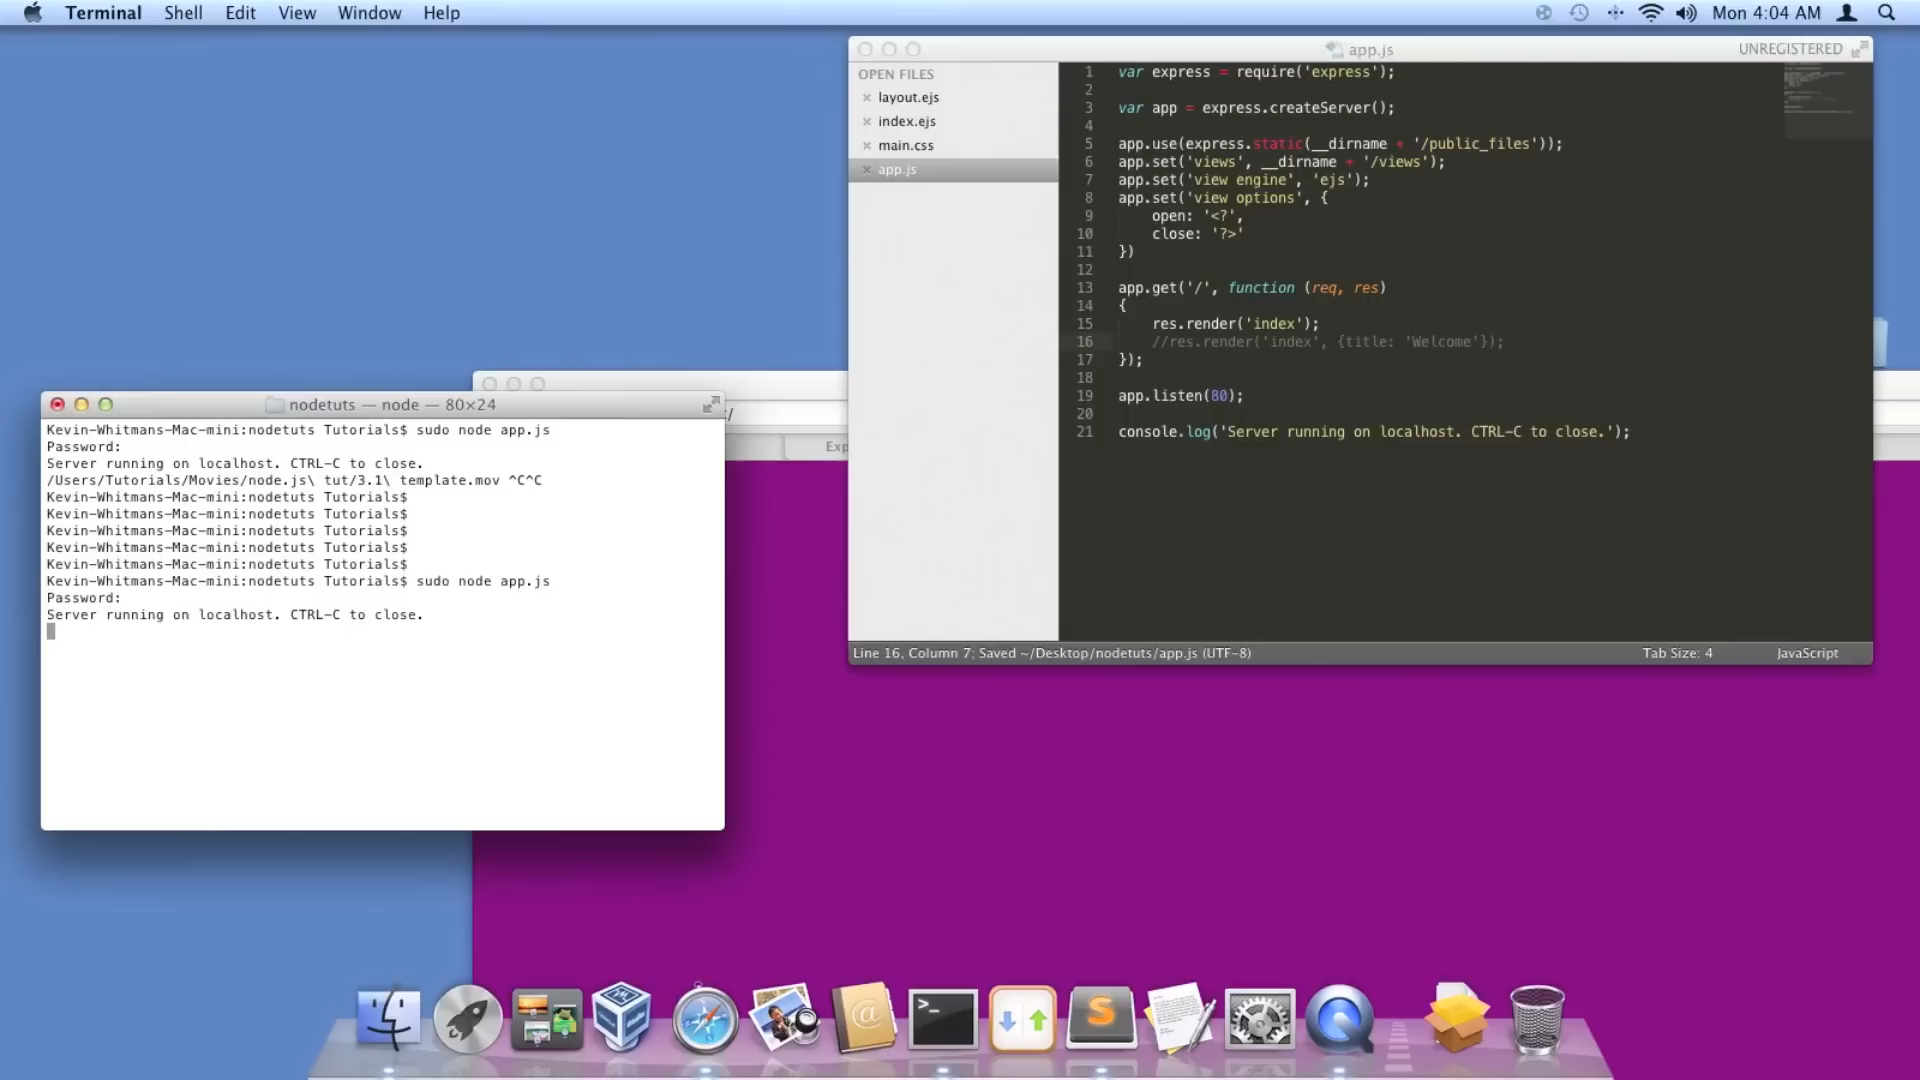 Terminal Shell Edit View Window Help
Mon 4:04 AM
app.js
UNREGISTERED
OPEN FILES
layout.ejs
index.ejs
main.css
app.js
1 var express = require('express');
2
3 var app = express.createServer();
4
5 app.use(express.static(__dirname + '/public_files'));
6 app.set('views', __dirname + '/views');
7 app.set('view engine', 'ejs');
8 app.set('view options', {
9 open: '<?',
10 close: '?>'
11 })
12
13 app.get('/', function (req, res)
14 {
15 res.render('index');
16 //res.render('index', {title: 'Welcome'});
17 });
18
19 app.listen(80);
20
21 console.log('Server running on localhost. CTRL-C to close.');
Line 16, Column 7; Saved ~/Desktop/nodetuts/app.js (UTF-8)
Tab Size: 4
JavaScript
/
Exp
nodetuts — node — 80×24
Kevin-Whitmans-Mac-mini:nodetuts Tutorials$ sudo node app.js
Password:
Server running on localhost. CTRL-C to close.
/Users/Tutorials/Movies/node.js\ tut/3.1\ template.mov ^C^C
Kevin-Whitmans-Mac-mini:nodetuts Tutorials$
Kevin-Whitmans-Mac-mini:nodetuts Tutorials$
Kevin-Whitmans-Mac-mini:nodetuts Tutorials$
Kevin-Whitmans-Mac-mini:nodetuts Tutorials$
Kevin-Whitmans-Mac-mini:nodetuts Tutorials$
Kevin-Whitmans-Mac-mini:nodetuts Tutorials$ sudo node app.js
Password:
Server running on localhost. CTRL-C to close.